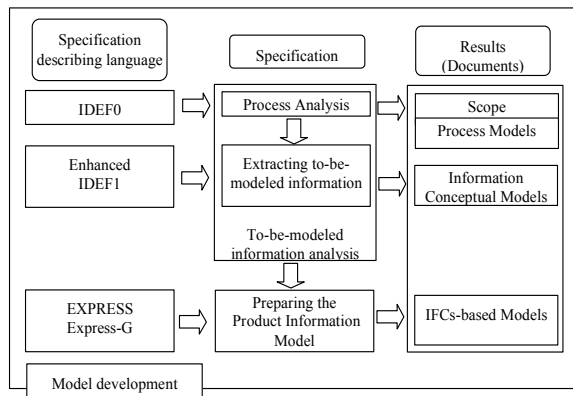 Specification
describing language
Specification
Results
(Documents)
IDEF0
Process Analysis
Scope
Process Models
Enhanced
IDEF1
Extracting to-be-
modeled information
Information
Conceptual Models
To-be-modeled
information analysis
EXPRESS
Express-G
Preparing the
Product Information
Model
IFCs-based Models
Model development